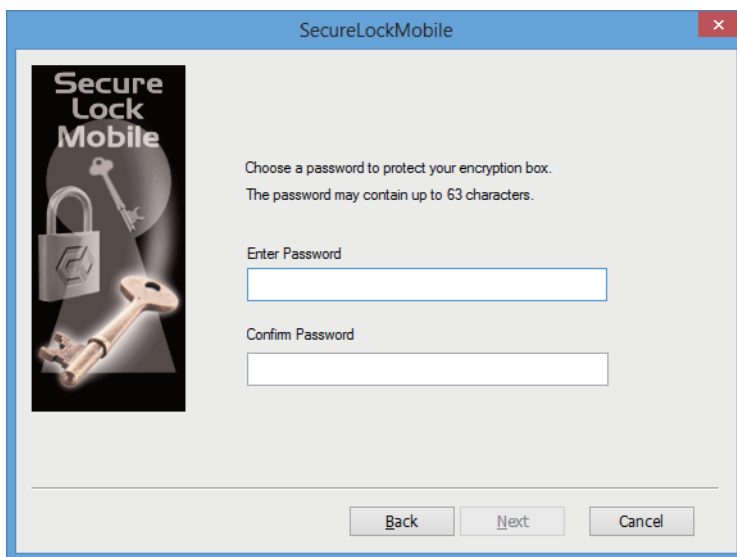 SecureLockMobile
Secure
Lock
Mobile
Choose a password to protect your encryption box.
The password may contain up to 63 characters.
Enter Password
Confirm Password
Back
Next
Cancel